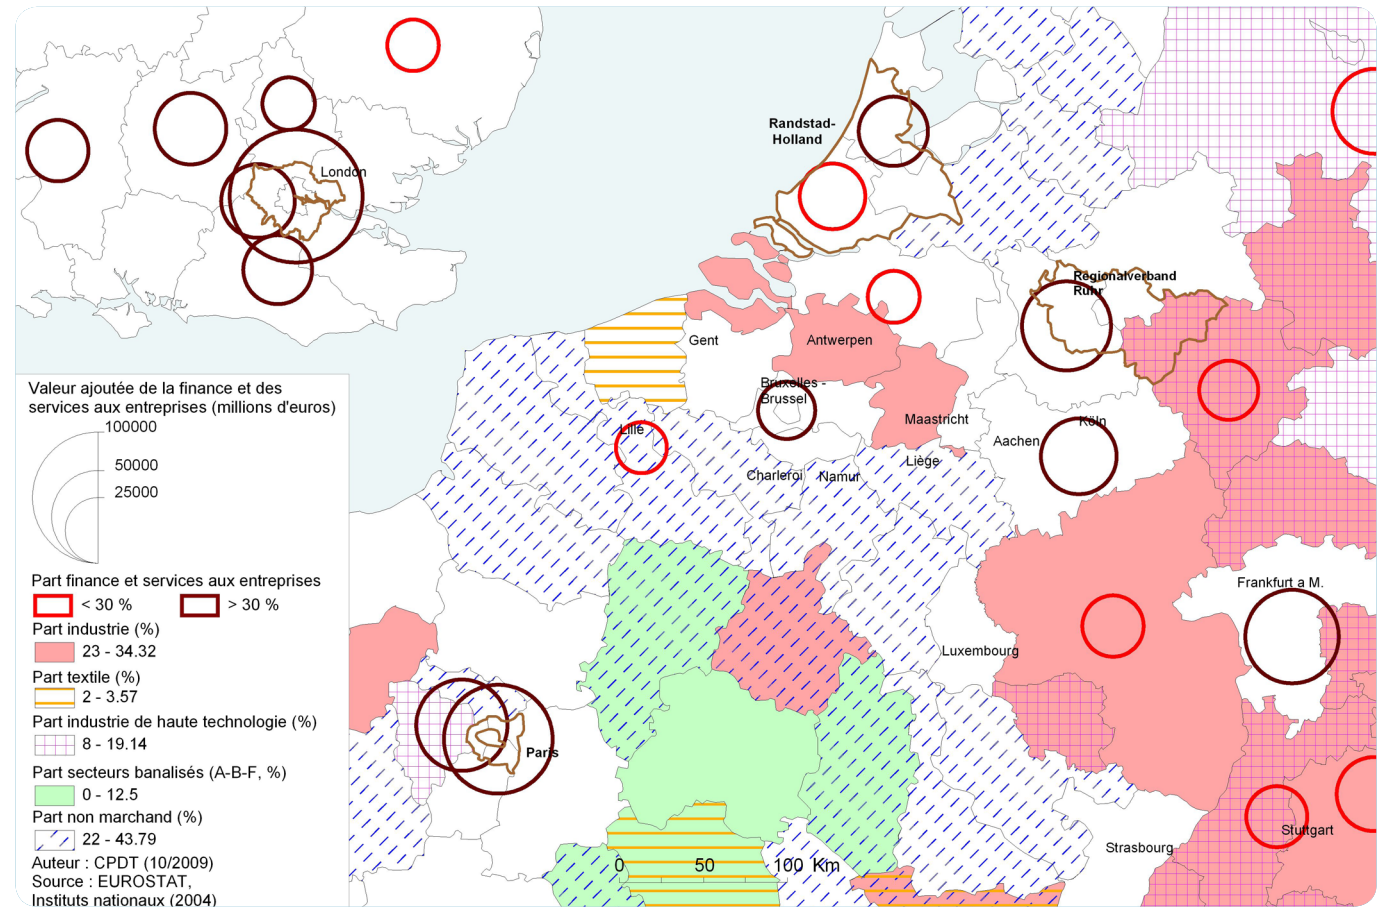 London
Randstad-
Holland
Regionalverband
Ruhr
Gent
Antwerpen
Bruxelles -
Brussel
Maastricht
Lille
Aachen
Köln
Liège
Charleroi
Namur
Frankfurt a M.
Luxembourg
Paris
Stuttgart
Strasbourg
Valeur ajoutée de la finance et des
services aux entreprises (millions d'euros)
100000
50000
25000
Part finance et services aux entreprises
< 30 % > 30 %
Part industrie (%)
23 - 34.32
Part textile (%)
2 - 3.57
Part industrie de haute technologie (%)
8 - 19.14
Part secteurs banalisés (A-B-F, %)
0 - 12.5
Part non marchand (%)
22 - 43.79
Auteur : CPDT (10/2009)
Source : EUROSTAT,
Instituts nationaux (2004)
0 50 100 Km